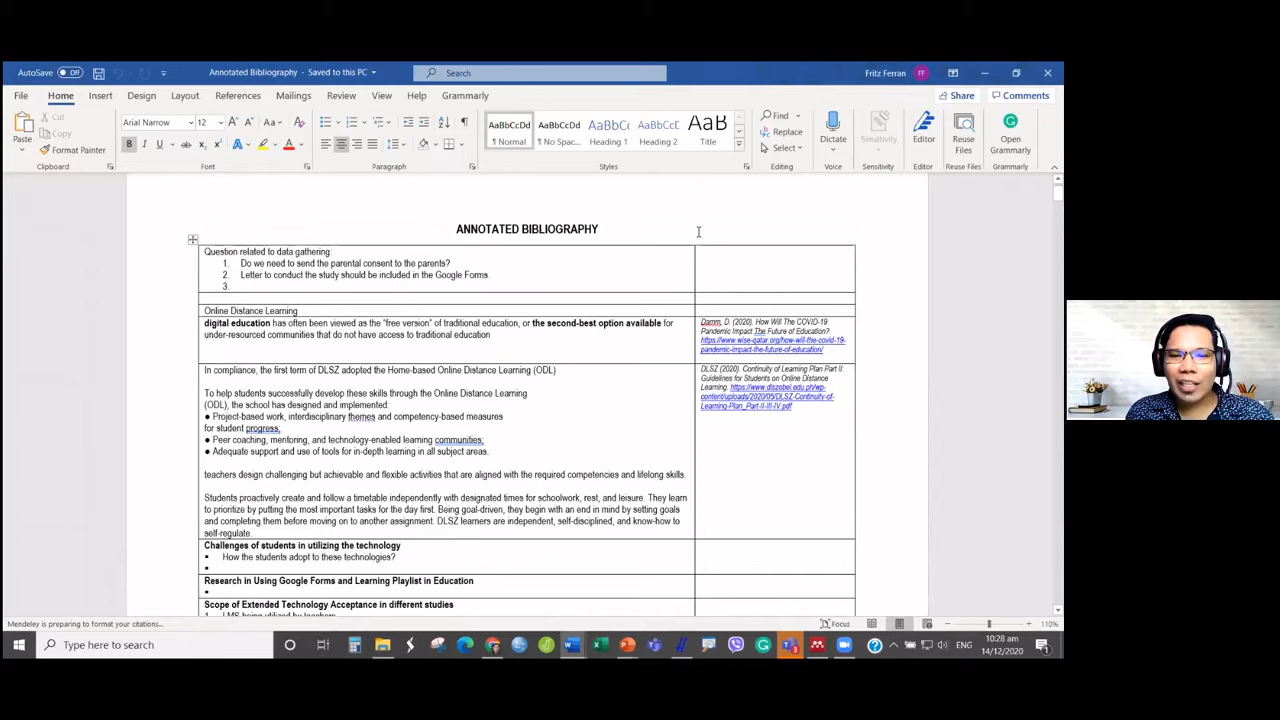 AutoSave Off
Annotated Bibliography - Saved to this PC
Search
Fritz Ferran FF
File Home Insert Design Layout References Mailings Review View Help Grammarly
Share Comments
Paste
Cut
Copy
Format Painter
Clipboard
Arial Narrow 12
Font
Paragraph
AaBbCcDd AaBbCcDd AaBbCc AaBbCcD AaB
¶ Normal ¶ No Spac... Heading 1 Heading 2 Title
Styles
Find
Replace
Select
Editing
Dictate
Voice
Sensitivity
Sensitivity
Editor
Editor
Reuse Files
Reuse Files
Open Grammarly
Grammarly
ANNOTATED BIBLIOGRAPHY
Question related to data gathering:
1. Do we need to send the parental consent to the parents?
2. Letter to conduct the study should be included in the Google Forms.
3.
Online Distance Learning
digital education has often been viewed as the "free version" of traditional education, or the second-best option available for
under-resourced communities that do not have access to traditional education
Damm, D. (2020). How Will The COVID-19
Pandemic Impact The Future of Education?
https://www.wise-qatar.org/how-will-the-covid-19-
pandemic-impact-the-future-of-education/
In compliance, the first term of DLSZ adopted the Home-based Online Distance Learning (ODL)
To help students successfully develop these skills through the Online Distance Learning
(ODL), the school has designed and implemented:
● Project-based work, interdisciplinary themes and competency-based measures
for student progress;
● Peer coaching, mentoring, and technology-enabled learning communities;
● Adequate support and use of tools for in-depth learning in all subject areas.
teachers design challenging but achievable and flexible activities that are aligned with the required competencies and lifelong skills.
Students proactively create and follow a timetable independently with designated times for schoolwork, rest, and leisure. They learn
to prioritize by putting the most important tasks for the day first. Being goal-driven, they begin with an end in mind by setting goals
and completing them before moving on to another assignment. DLSZ learners are independent, self-disciplined, and know-how to
self-regulate.
DLSZ (2020). Continuity of Learning Plan Part II:
Guidelines for Students on Online Distance
Learning. https://www.dlszobel.edu.ph/wp-
content/uploads/2020/05/DLSZ-Continuity-of-
Learning-Plan_Part-II-III-IV.pdf
Challenges of students in utilizing the technology
▪ How the students adopt to these technologies?
▪
Research in Using Google Forms and Learning Playlist in Education
▪
Scope of Extended Technology Acceptance in different studies
1. LMS being utilized by teachers
Mendeley is preparing to format your citations...
Focus
110%
Type here to search
ENG
10:28 am
14/12/2020